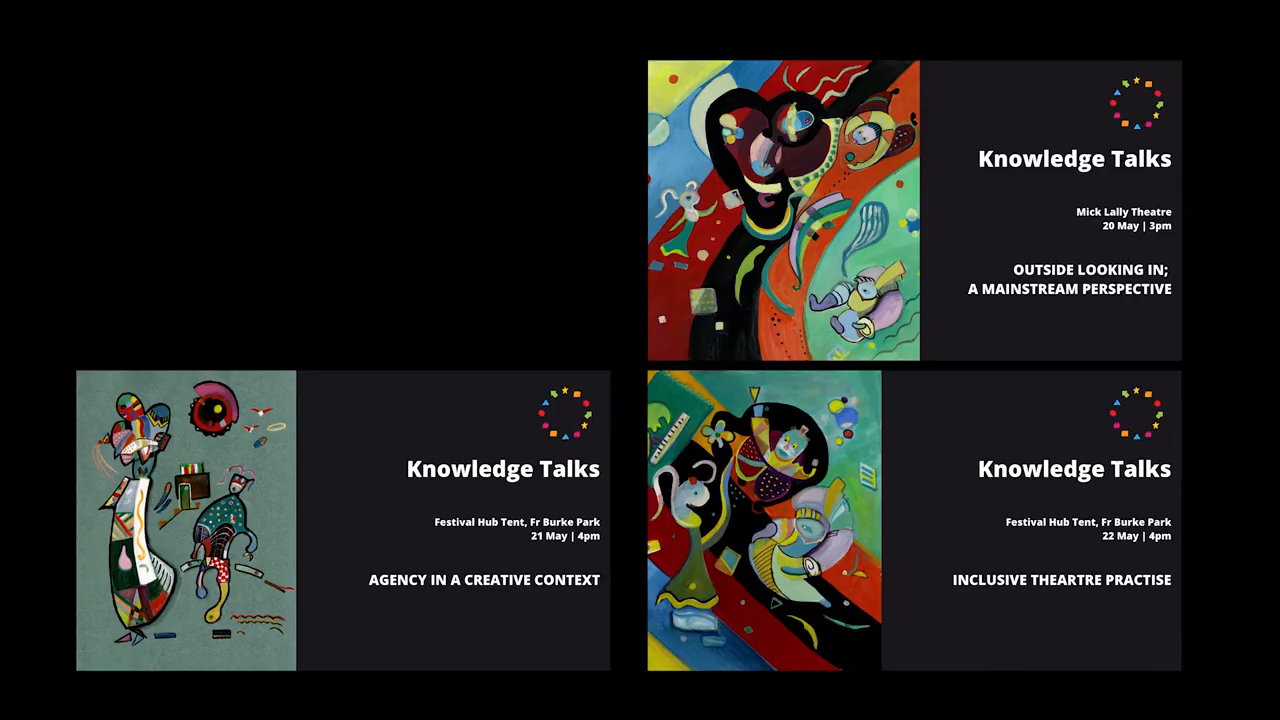 Knowledge Talks
Mick Lally Theatre
20 May | 3pm
OUTSIDE LOOKING IN;
A MAINSTREAM PERSPECTIVE
Knowledge Talks
Festival Hub Tent, Fr Burke Park
21 May | 4pm
AGENCY IN A CREATIVE CONTEXT
Knowledge Talks
Festival Hub Tent, Fr Burke Park
22 May | 4pm
INCLUSIVE THEARTRE PRACTISE